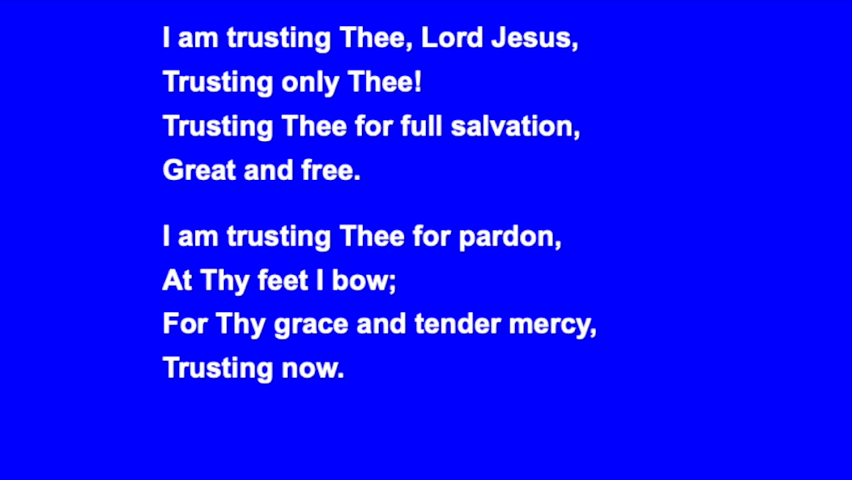 I am trusting Thee, Lord Jesus,
Trusting only Thee!
Trusting Thee for full salvation,
Great and free.
I am trusting Thee for pardon,
At Thy feet I bow;
For Thy grace and tender mercy,
Trusting now.